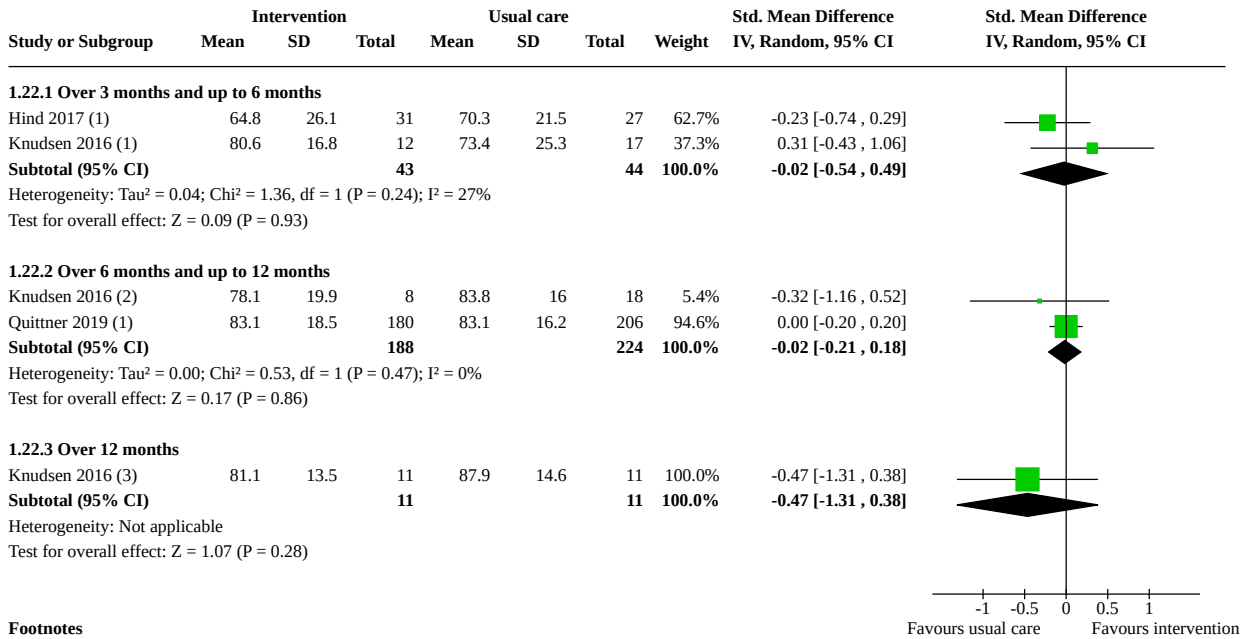 Intervention Usual care Std. Mean Difference Std. Mean Difference
Study or Subgroup Mean SD Total Mean SD Total Weight IV, Random, 95% CI IV, Random, 95% CI
1.22.1 Over 3 months and up to 6 months
Hind 2017 (1) 64.8 26.1 31 70.3 21.5 27 62.7% -0.23 [-0.74 , 0.29]
Knudsen 2016 (1) 80.6 16.8 12 73.4 25.3 17 37.3% 0.31 [-0.43 , 1.06]
Subtotal (95% CI) 43 44 100.0% -0.02 [-0.54 , 0.49]
Heterogeneity: Tau² = 0.04; Chi² = 1.36, df = 1 (P = 0.24); I² = 27%
Test for overall effect: Z = 0.09 (P = 0.93)
1.22.2 Over 6 months and up to 12 months
Knudsen 2016 (2) 78.1 19.9 8 83.8 16 18 5.4% -0.32 [-1.16 , 0.52]
Quittner 2019 (1) 83.1 18.5 180 83.1 16.2 206 94.6% 0.00 [-0.20 , 0.20]
Subtotal (95% CI) 188 224 100.0% -0.02 [-0.21 , 0.18]
Heterogeneity: Tau² = 0.00; Chi² = 0.53, df = 1 (P = 0.47); I² = 0%
Test for overall effect: Z = 0.17 (P = 0.86)
1.22.3 Over 12 months
Knudsen 2016 (3) 81.1 13.5 11 87.9 14.6 11 100.0% -0.47 [-1.31 , 0.38]
Subtotal (95% CI) 11 11 100.0% -0.47 [-1.31 , 0.38]
Heterogeneity: Not applicable
Test for overall effect: Z = 1.07 (P = 0.28)
-1 -0.5 0 0.5 1
Footnotes Favours usual care Favours intervention